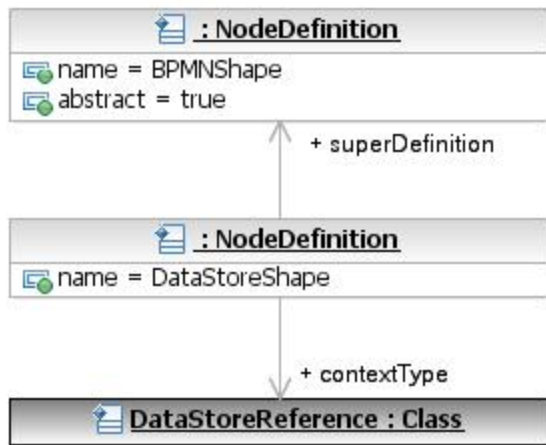 : NodeDefinition
name = BPMNShape
abstract = true
+ superDefinition
: NodeDefinition
name = DataStoreShape
+ contextType
DataStoreReference : Class